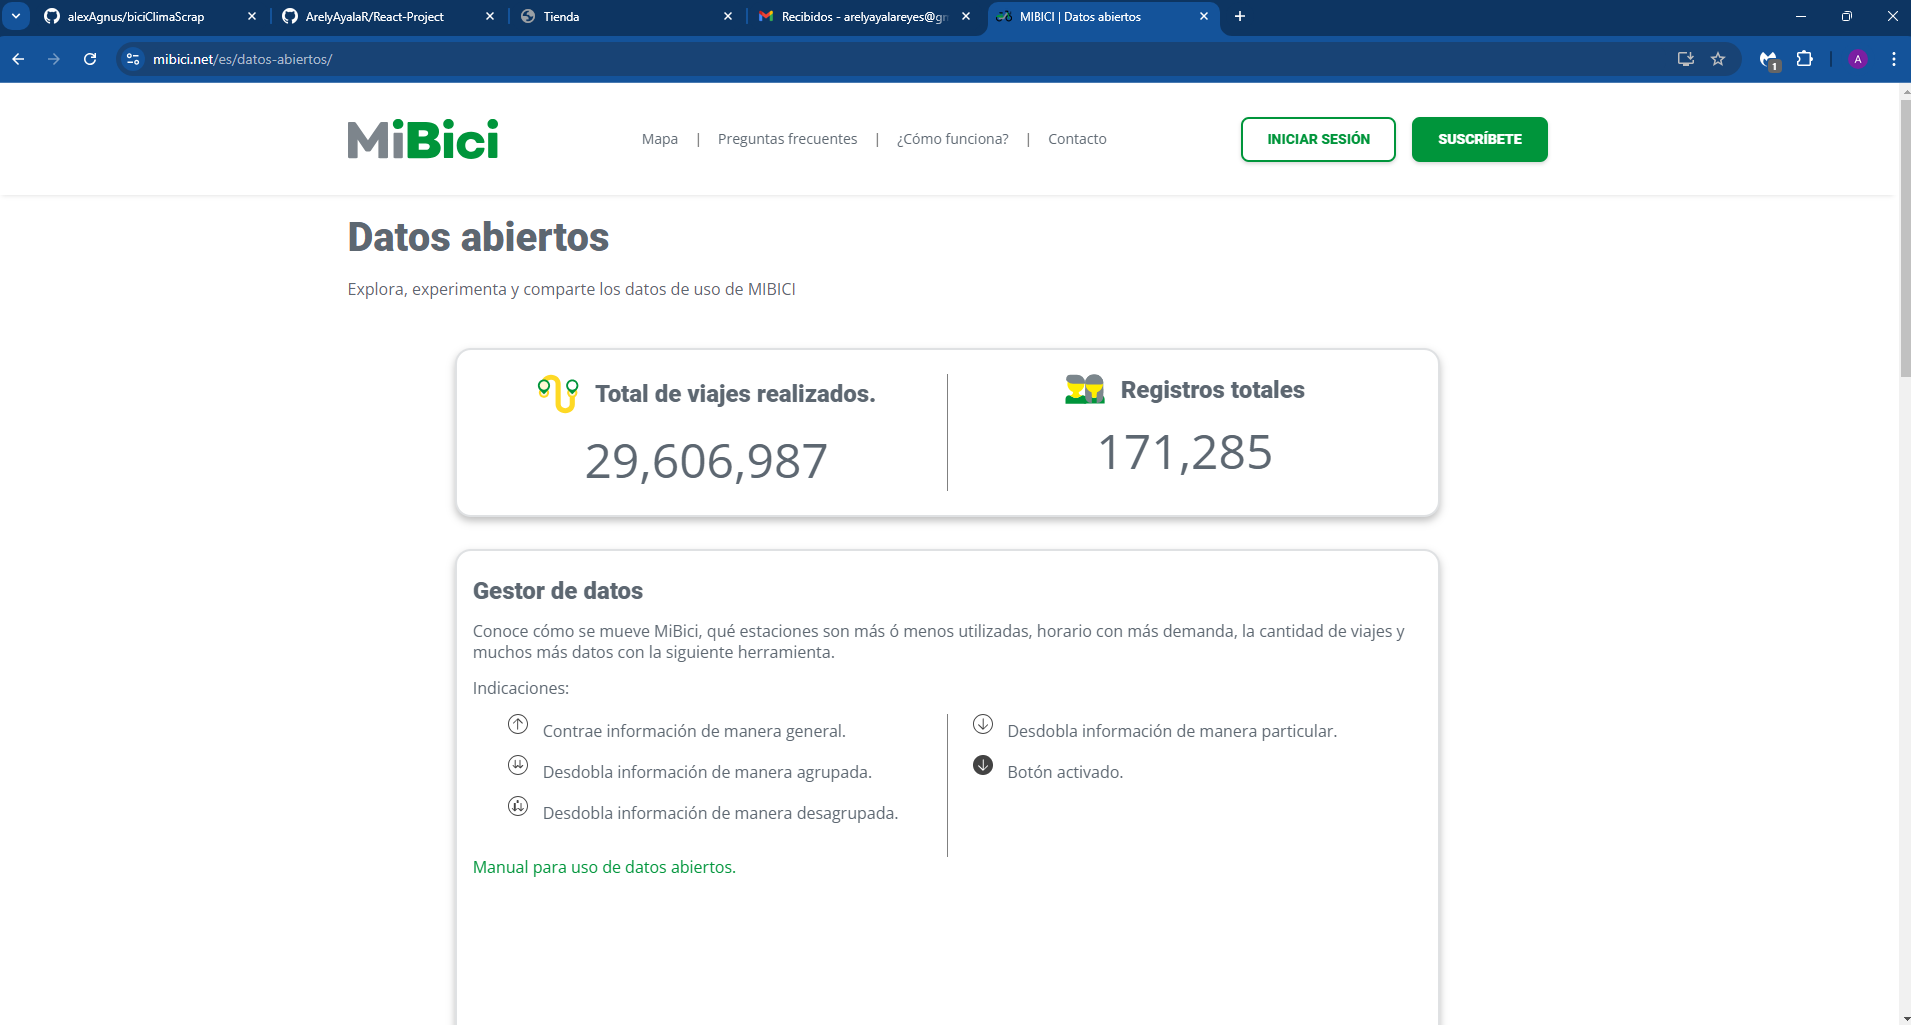 alexAgnus/biciClimaScrap
ArelyAyalaR/React-Project
Tienda
Recibidos - arelyayalareyes@gm
MIBICI | Datos abiertos
mibici.net/es/datos-abiertos/
1
A
MiBici
Mapa | Preguntas frecuentes | ¿Cómo funciona? | Contacto
INICIAR SESIÓN
SUSCRÍBETE
Datos abiertos
Explora, experimenta y comparte los datos de uso de MIBICI
Total de viajes realizados.
29,606,987
Registros totales
171,285
Gestor de datos
Conoce cómo se mueve MiBici, qué estaciones son más ó menos utilizadas, horario con más demanda, la cantidad de viajes y
muchos más datos con la siguiente herramienta.
Indicaciones:
Contrae información de manera general.
Desdobla información de manera agrupada.
Desdobla información de manera desagrupada.
Desdobla información de manera particular.
Botón activado.
Manual para uso de datos abiertos.